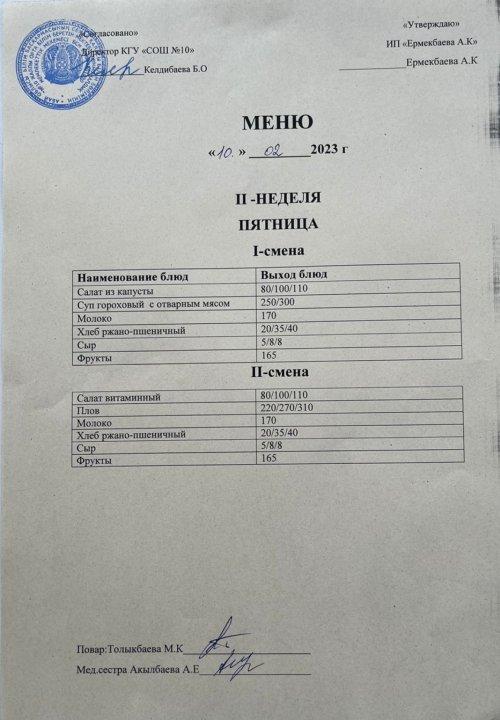 «Согласовано»
«Утверждаю»
Директор КГУ «СОШ №10»
ИП «Ермекбаева А.К»
Келдибаева Б.О
Ермекбаева А.К
МЕНЮ
«10.» 02 2023 г
II -НЕДЕЛЯ
ПЯТНИЦА
I-смена
Наименование блюд Выход блюд
Салат из капусты 80/100/110
Суп гороховый с отварным мясом 250/300
Молоко 170
Хлеб ржано-пшеничный 20/35/40
Сыр 5/8/8
Фрукты 165
II-смена
Салат витаминный 80/100/110
Плов 220/270/310
Молоко 170
Хлеб ржано-пшеничный 20/35/40
Сыр 5/8/8
Фрукты 165
Повар:Толыкбаева М.К
Мед.сестра Акылбаева А.Е